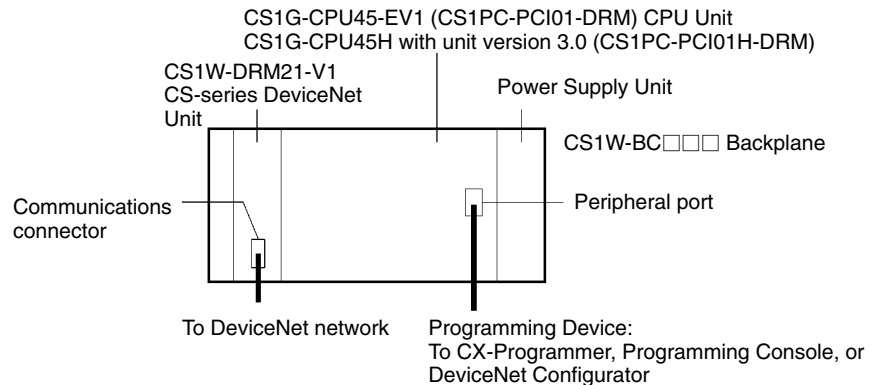 CS1G-CPU45-EV1 (CS1PC-PCI01-DRM) CPU Unit
CS1G-CPU45H with unit version 3.0 (CS1PC-PCI01H-DRM)
CS1W-DRM21-V1
CS-series DeviceNet
Unit
Power Supply Unit
CS1W-BC□□□ Backplane
Communications
connector
Peripheral port
To DeviceNet network
Programming Device:
To CX-Programmer, Programming Console, or
DeviceNet Configurator